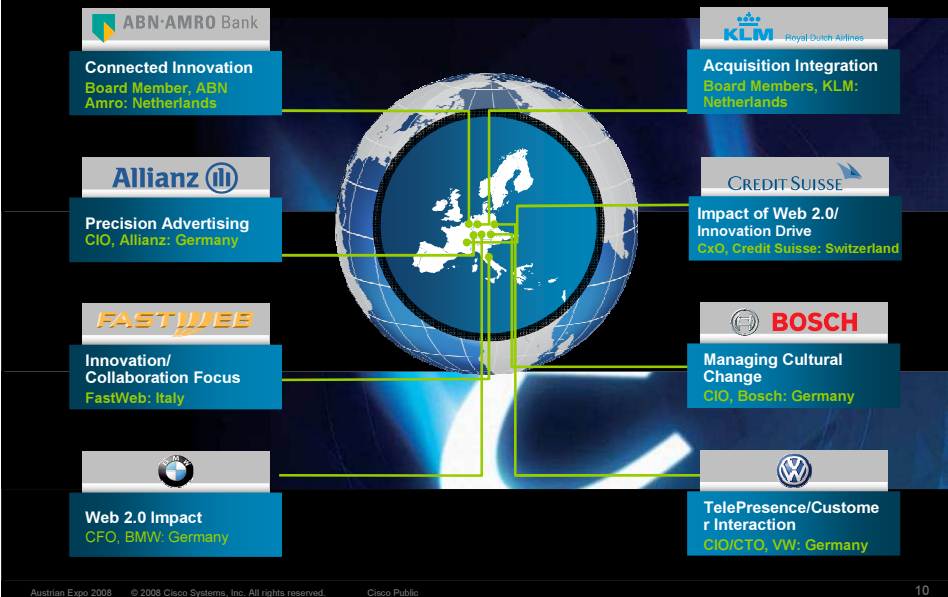 ABN·AMRO Bank
Connected Innovation
Board Member, ABN
Amro: Netherlands
KLM
Royal Dutch Airlines
Acquisition Integration
Board Members, KLM:
Netherlands
Allianz
Precision Advertising
CIO, Allianz: Germany
CREDIT SUISSE
Impact of Web 2.0/
Innovation Drive
CxO, Credit Suisse: Switzerland
FASTWEB
Innovation/
Collaboration Focus
FastWeb: Italy
BOSCH
Managing Cultural
Change
CIO, Bosch: Germany
BMW
Web 2.0 Impact
CFO, BMW: Germany
VW
TelePresence/Custome
r Interaction
CIO/CTO, VW: Germany
Austrian Expo 2008 © 2008 Cisco Systems, Inc. All rights reserved. Cisco Public 10